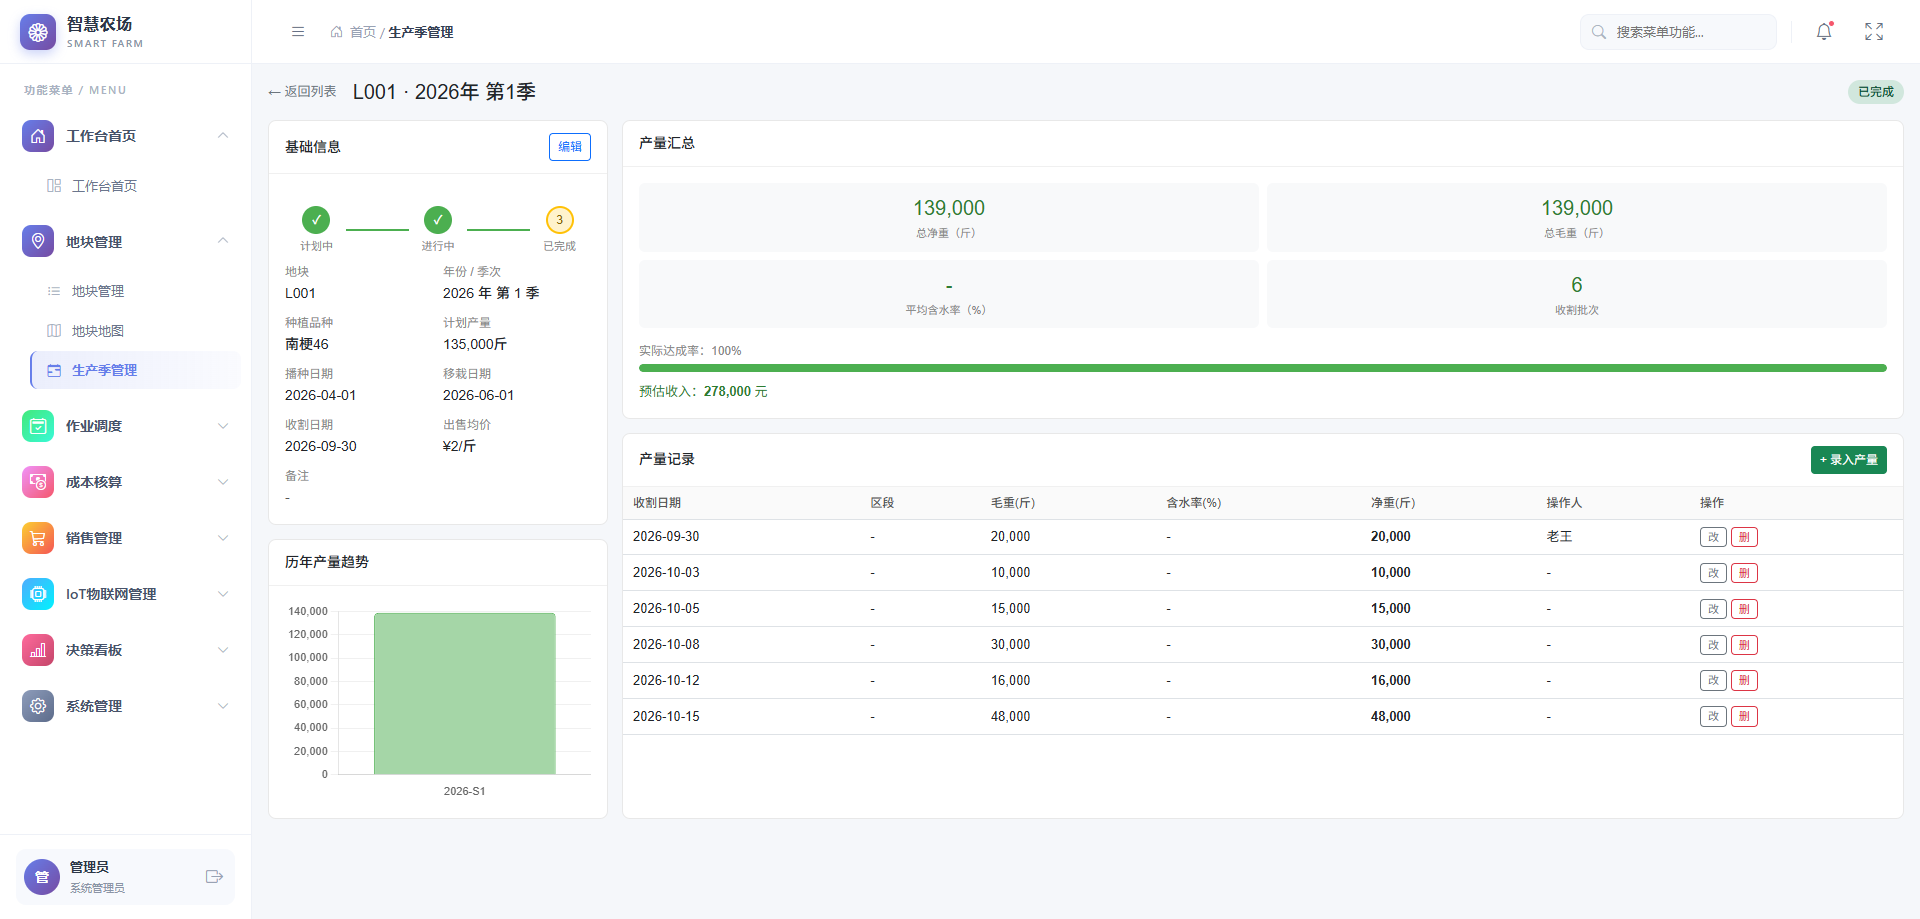 智慧农场
SMART FARM
功能菜单 / MENU
工作台首页
工作台首页
地块管理
地块管理
地块地图
生产季管理
作业调度
成本核算
销售管理
IoT物联网管理
决策看板
系统管理
管
管理员
系统管理员
首页 / 生产季管理
搜索菜单功能...
←返回列表 L001 · 2026年 第1季
已完成
基础信息
编辑
✓ ✓ 3
计划中 进行中 已完成
地块 年份 / 季次
L001 2026 年 第 1 季
种植品种 计划产量
南梗46 135,000斤
播种日期 移栽日期
2026-04-01 2026-06-01
收割日期 出售均价
2026-09-30 ¥2/斤
备注
-
历年产量趋势
140,000
120,000
100,000
80,000
60,000
40,000
20,000
0
2026-S1
产量汇总
139,000
总净重（斤）
139,000
总毛重（斤）
-
平均含水率（%）
6
收割批次
实际达成率：100%
预估收入：278,000 元
产量记录
+ 录入产量
收割日期 区段 毛重(斤) 含水率(%) 净重(斤) 操作人 操作
2026-09-30 - 20,000 - 20,000 老王 改 删
2026-10-03 - 10,000 - 10,000 - 改 删
2026-10-05 - 15,000 - 15,000 - 改 删
2026-10-08 - 30,000 - 30,000 - 改 删
2026-10-12 - 16,000 - 16,000 - 改 删
2026-10-15 - 48,000 - 48,000 - 改 删